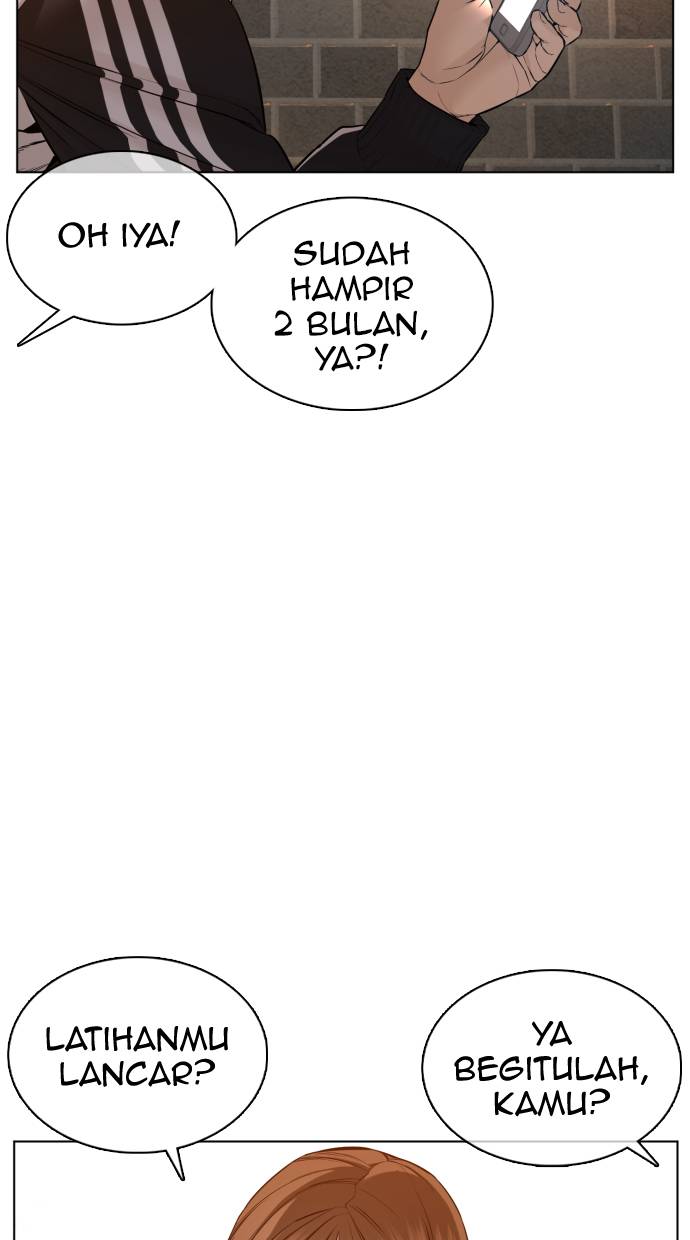 OH IYA!
SUDAH
HAMPIR
2 BULAN,
YA?!
LATIHANMU
LANCAR?
YA
BEGITULAH,
KAMU?